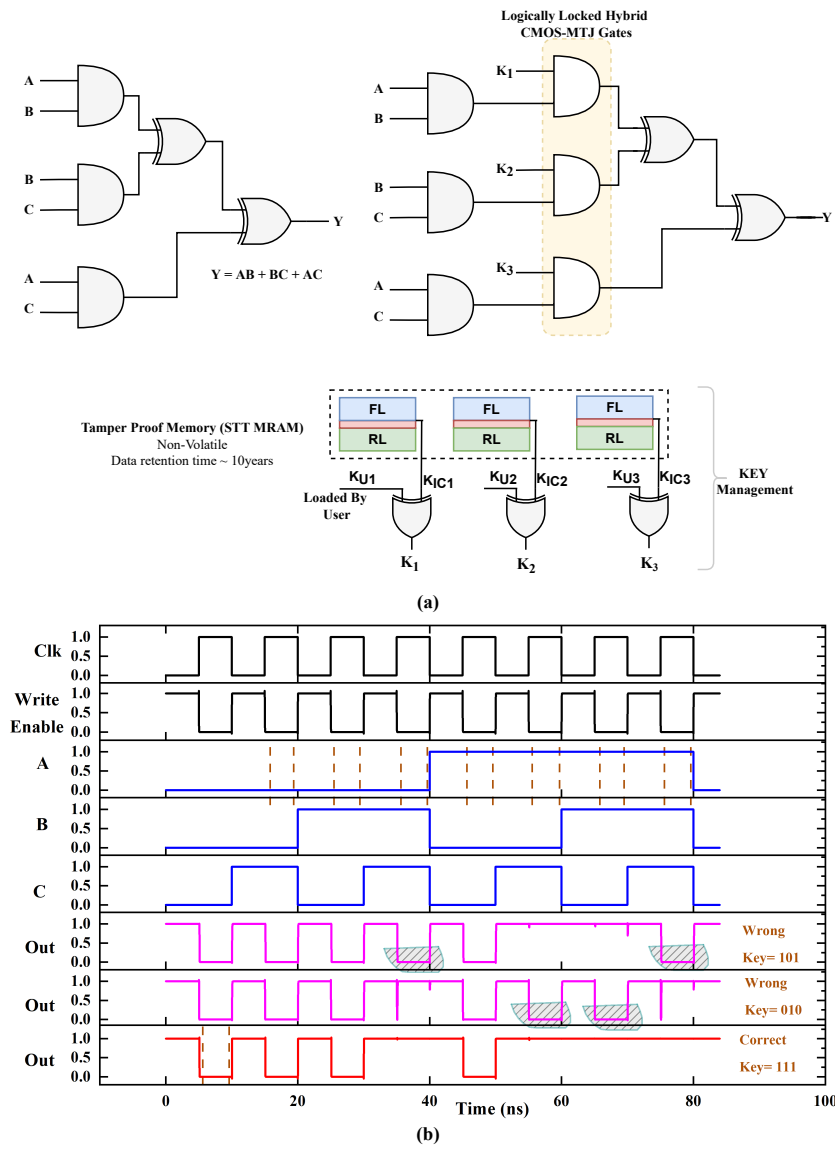 Logically Locked Hybrid
CMOS-MTJ Gates
A
B
B
C
A
C
Y
Y = AB + BC + AC
K1
A
B
K2
B
C
K3
A
C
Y
Tamper Proof Memory (STT MRAM)
Non-Volatile
Data retention time ~ 10years
FL
RL
FL
RL
FL
RL
KU1
KIC1
KU2
KIC2
KU3
KIC3
Loaded By
User
K1
K2
K3
KEY
Management
(a)
Clk
1.0
0.5
0.0
Write
Enable
1.0
0.5
0.0
A
1.0
0.5
0.0
B
1.0
0.5
0.0
C
1.0
0.5
0.0
Out
1.0
0.5
0.0
Wrong
Key= 101
Out
1.0
0.5
0.0
Wrong
Key= 010
Out
1.0
0.5
0.0
Correct
Key= 111
0 20 40 60 80 100
Time (ns)
(b)